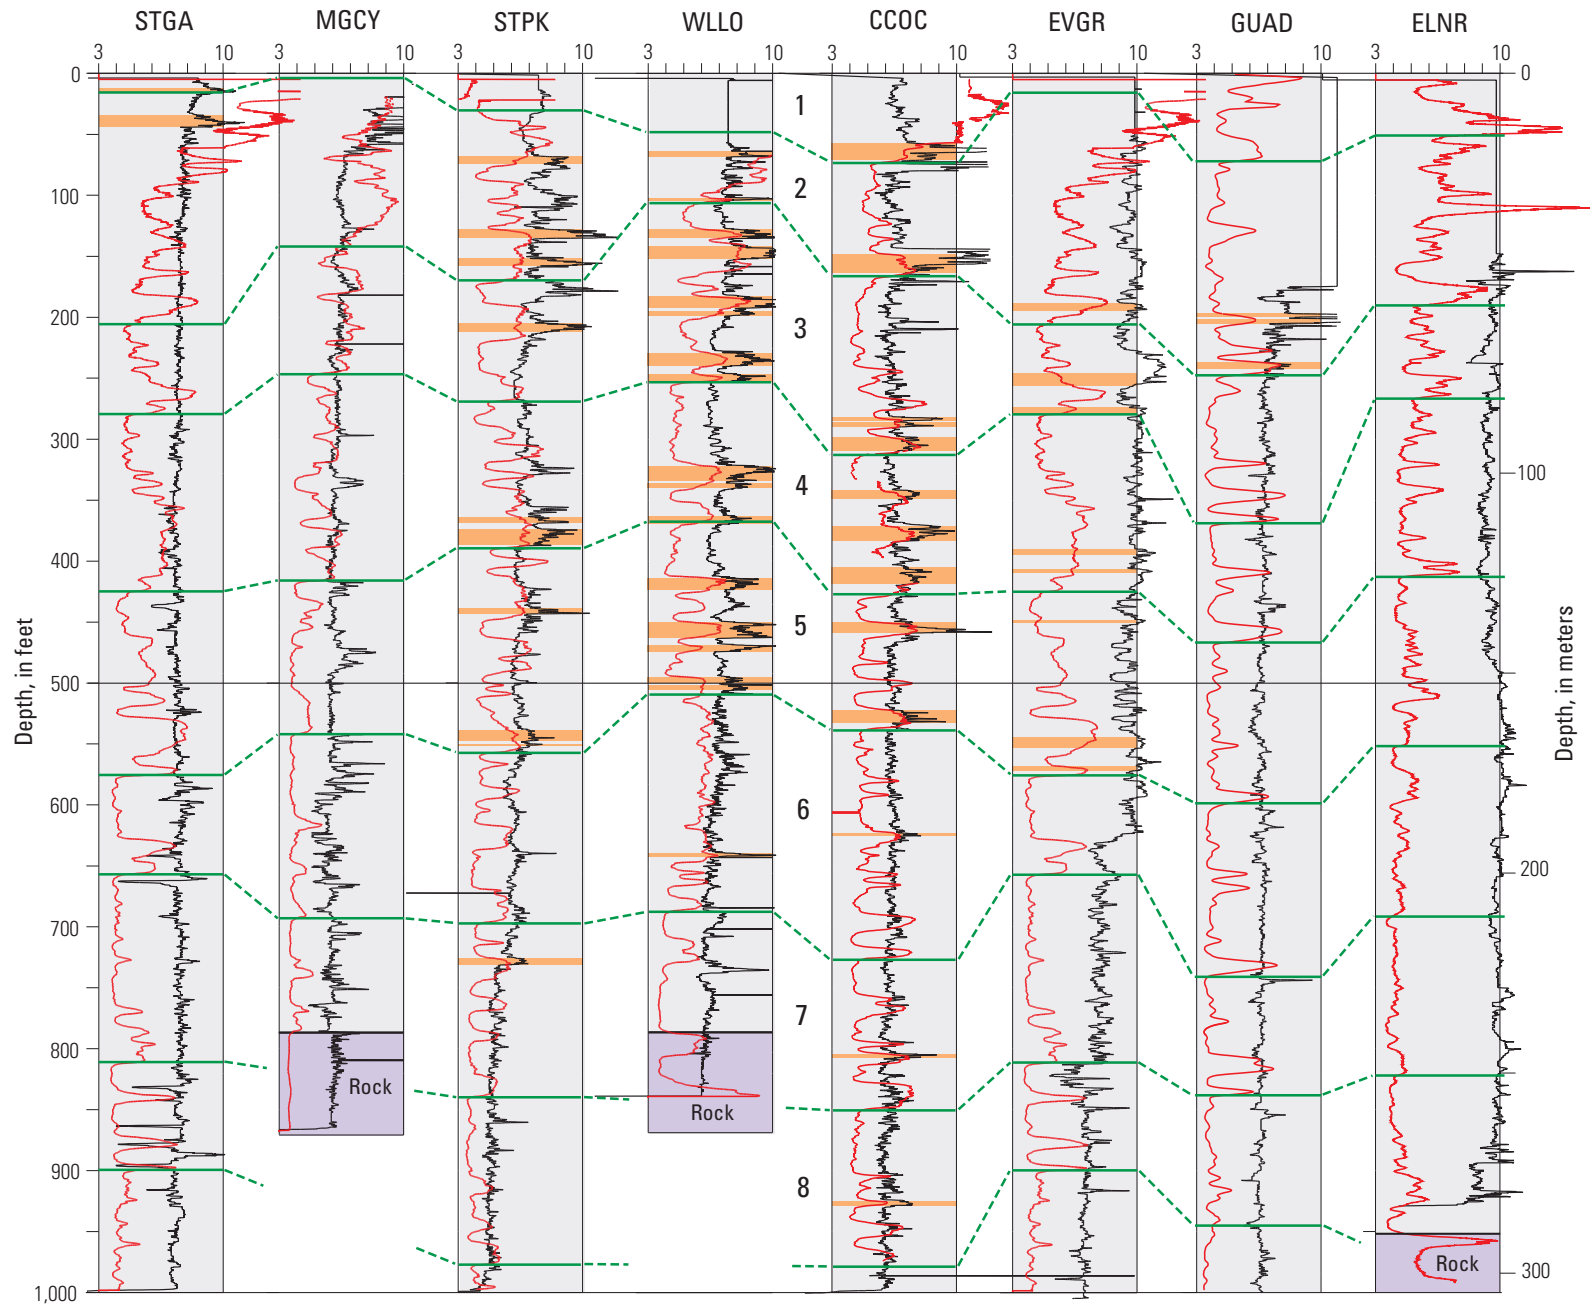 STGA MGCY STPK WLLO CCOC EVGR GUAD ELNR
3 10 3 10 3 10 3 10 3 10 3 10 3 10 3 10
0 0
1
100
2
200
3
300
4 100
400
5
500
Depth, in feet
Depth, in meters
600 6
200
700
7
800
Rock
Rock
900
8
Rock
300
1,000